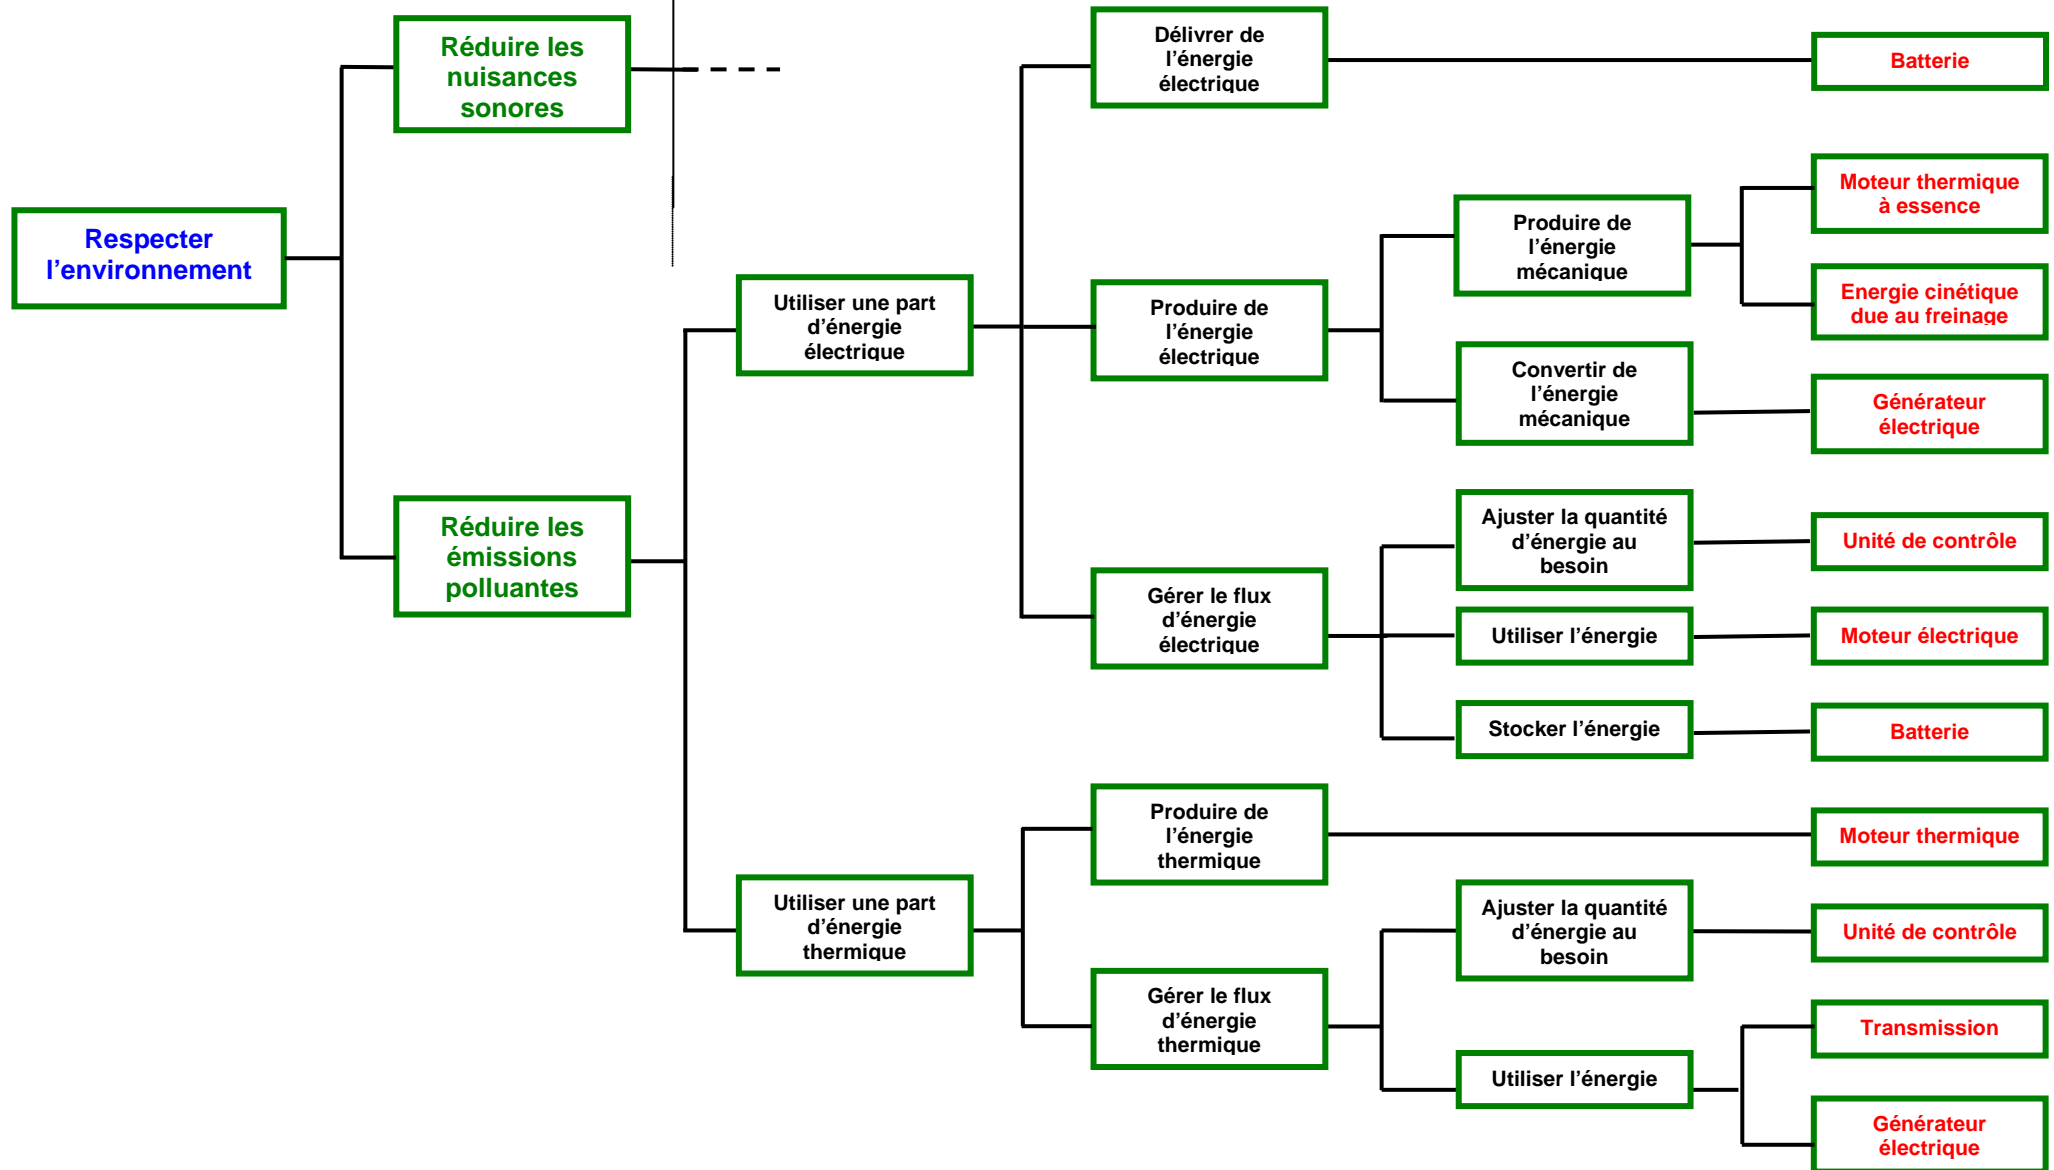 Respecter
l’environnement
Réduire les
nuisances
sonores
Réduire les
émissions
polluantes
Utiliser une part
d’énergie
électrique
Utiliser une part
d’énergie
thermique
Délivrer de
l’énergie
électrique
Produire de
l’énergie
électrique
Gérer le flux
d’énergie
électrique
Produire de
l’énergie
thermique
Gérer le flux
d’énergie
thermique
Produire de
l’énergie
mécanique
Convertir de
l’énergie
mécanique
Ajuster la quantité
d’énergie au
besoin
Utiliser l’énergie
Stocker l’énergie
Ajuster la quantité
d’énergie au
besoin
Utiliser l’énergie
Batterie
Moteur thermique
à essence
Energie cinétique
due au freinage
Générateur
électrique
Unité de contrôle
Moteur électrique
Batterie
Moteur thermique
Unité de contrôle
Transmission
Générateur
électrique